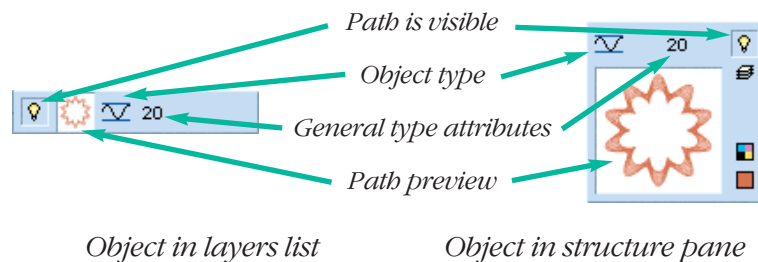 Path is visible
20
Object type
20
General type attributes
Path preview
Object in layers list
Object in structure pane